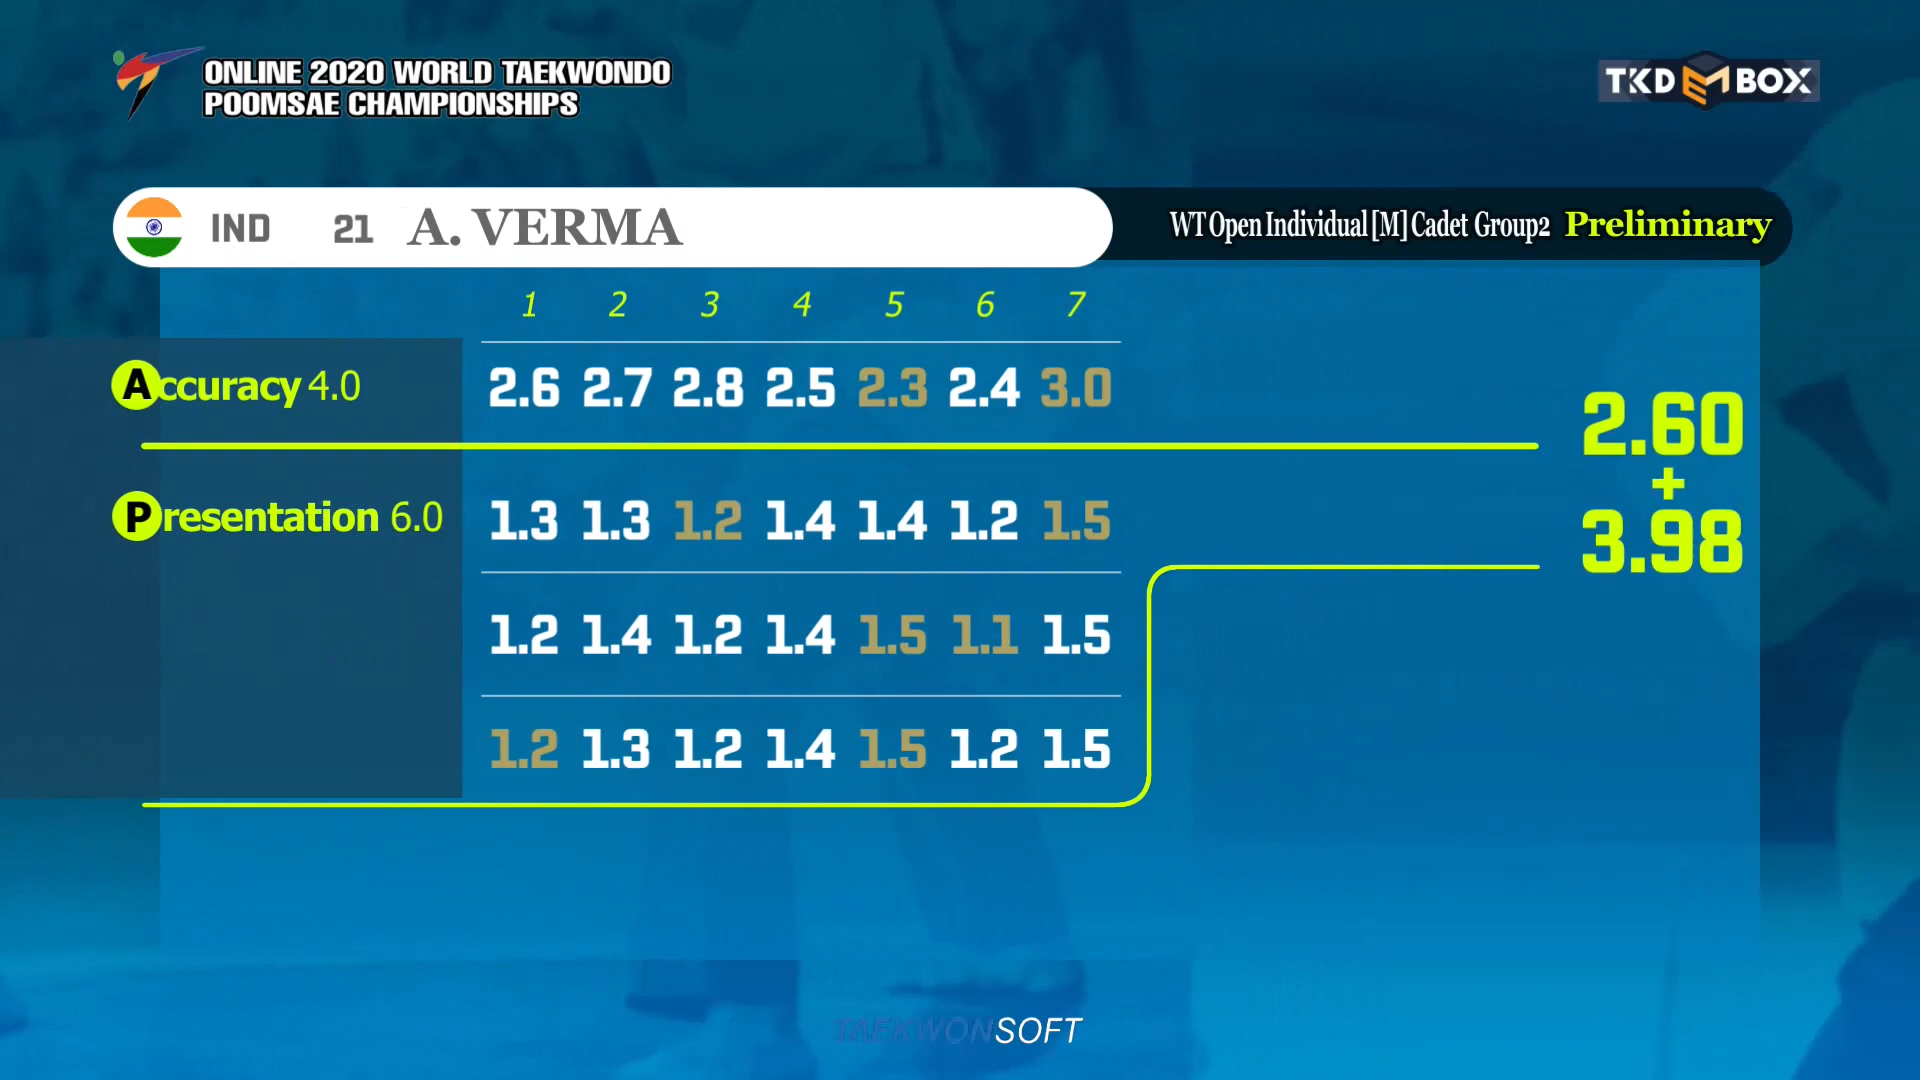 ONLINE 2020 WORLD TAEKWONDO
POOMSAE CHAMPIONSHIPS
TKD BOX
IND 21 A. VERMA
WT Open Individual [M] Cadet Group2 Preliminary
1 2 3 4 5 6 7
Accuracy 4.0 2.6 2.7 2.8 2.5 2.3 2.4 3.0
2.60
+
3.98
Presentation 6.0 1.3 1.3 1.2 1.4 1.4 1.2 1.5
1.2 1.4 1.2 1.4 1.5 1.1 1.5
1.2 1.3 1.2 1.4 1.5 1.2 1.5
TAEKWONSOFT